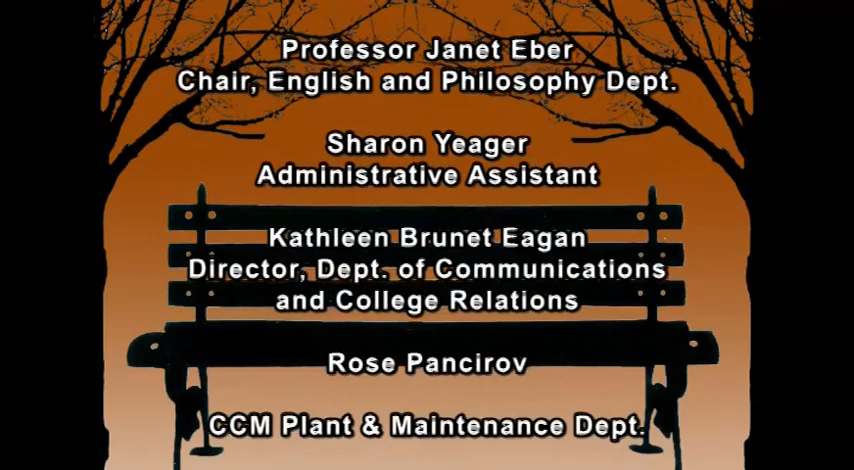 Professor Janet Eber
Chair, English and Philosophy Dept.
Sharon Yeager
Administrative Assistant
Kathleen Brunet Eagan
Director, Dept. of Communications
and College Relations
Rose Pancirov
CCM Plant & Maintenance Dept.